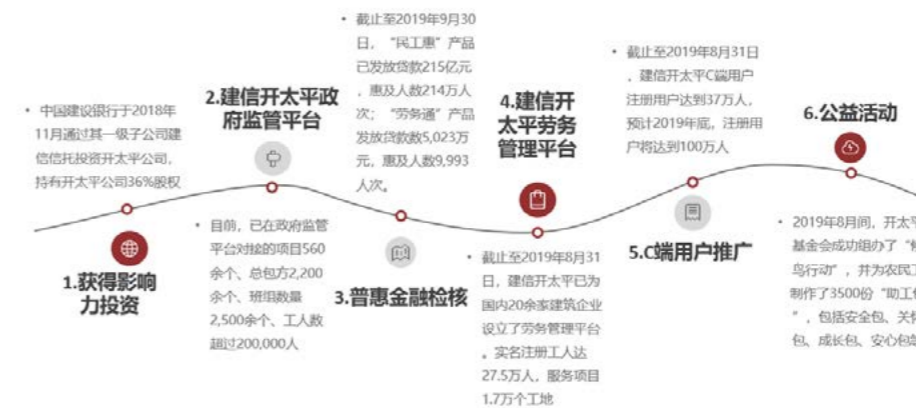 • 中国建设银行于2018年
11月通过其一级子公司建
信信托投资开太平公司，
持有开太平公司36%股权
1.获得影响
力投资
2.建信开太平政
府监管平台
• 目前，已在政府监管
平台对接的项目560
余个、总包方2,200
余个、班组数量
2,500余个、工人数
超过200,000人
• 截止至2019年9月30
日，“民工惠”产品
已发放贷款215亿元
，惠及人数214万人
次；“劳务通”产品
发放贷款数5,023万
元，惠及人数9,993
人次。
3.普惠金融检核
4.建信开
太平劳务
管理平台
• 截止至2019年8月31
日，建信开太平已为
国内20余家建筑企业
设立了劳务管理平台
。实名注册工人达
27.5万人，服务项目
1.7万个工地
• 截止至2019年8月31日
，建信开太平C端用户
注册用户达到37万人，
预计2019年底，注册用
户将达到100万人
5.C端用户推广
6.公益活动
• 2019年8月间，开太
基金会成功组办了“
鸟行动”，并为农民
制作了3500份“助工
”，包括安全包、关
包、成长包、安心包